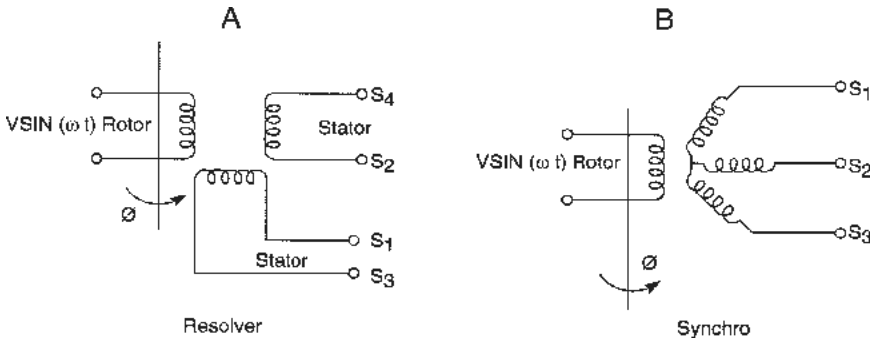 A
VSIN (ω t) Rotor
S4
Stator
S2
Ø
S1
Stator
S3
Resolver
B
S1
VSIN (ω t) Rotor
S2
S3
Ø
Synchro